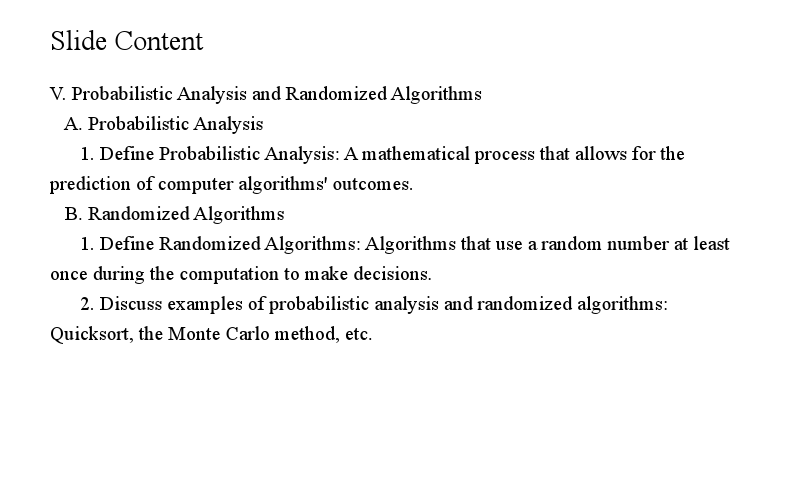 Slide Content
V. Probabilistic Analysis and Randomized Algorithms
A. Probabilistic Analysis
1. Define Probabilistic Analysis: A mathematical process that allows for the
prediction of computer algorithms' outcomes.
B. Randomized Algorithms
1. Define Randomized Algorithms: Algorithms that use a random number at least
once during the computation to make decisions.
2. Discuss examples of probabilistic analysis and randomized algorithms:
Quicksort, the Monte Carlo method, etc.